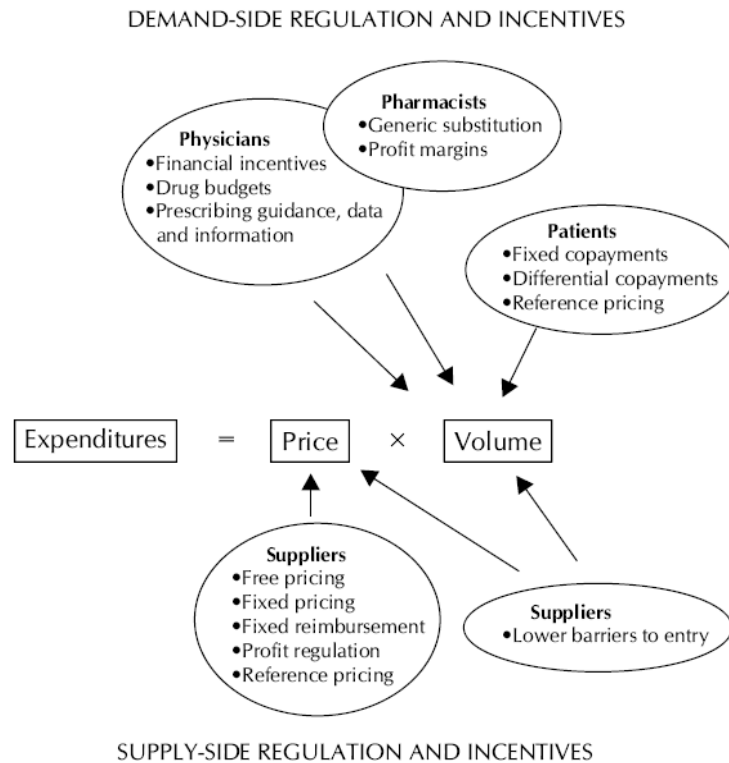 DEMAND-SIDE REGULATION AND INCENTIVES
Pharmacists
•Generic substitution
•Profit margins
Physicians
•Financial incentives
•Drug budgets
•Prescribing guidance, data
and information
Patients
•Fixed copayments
•Differential copayments
•Reference pricing
Expenditures = Price × Volume
Suppliers
•Free pricing
•Fixed pricing
•Fixed reimbursement
•Profit regulation
•Reference pricing
Suppliers
•Lower barriers to entry
SUPPLY-SIDE REGULATION AND INCENTIVES